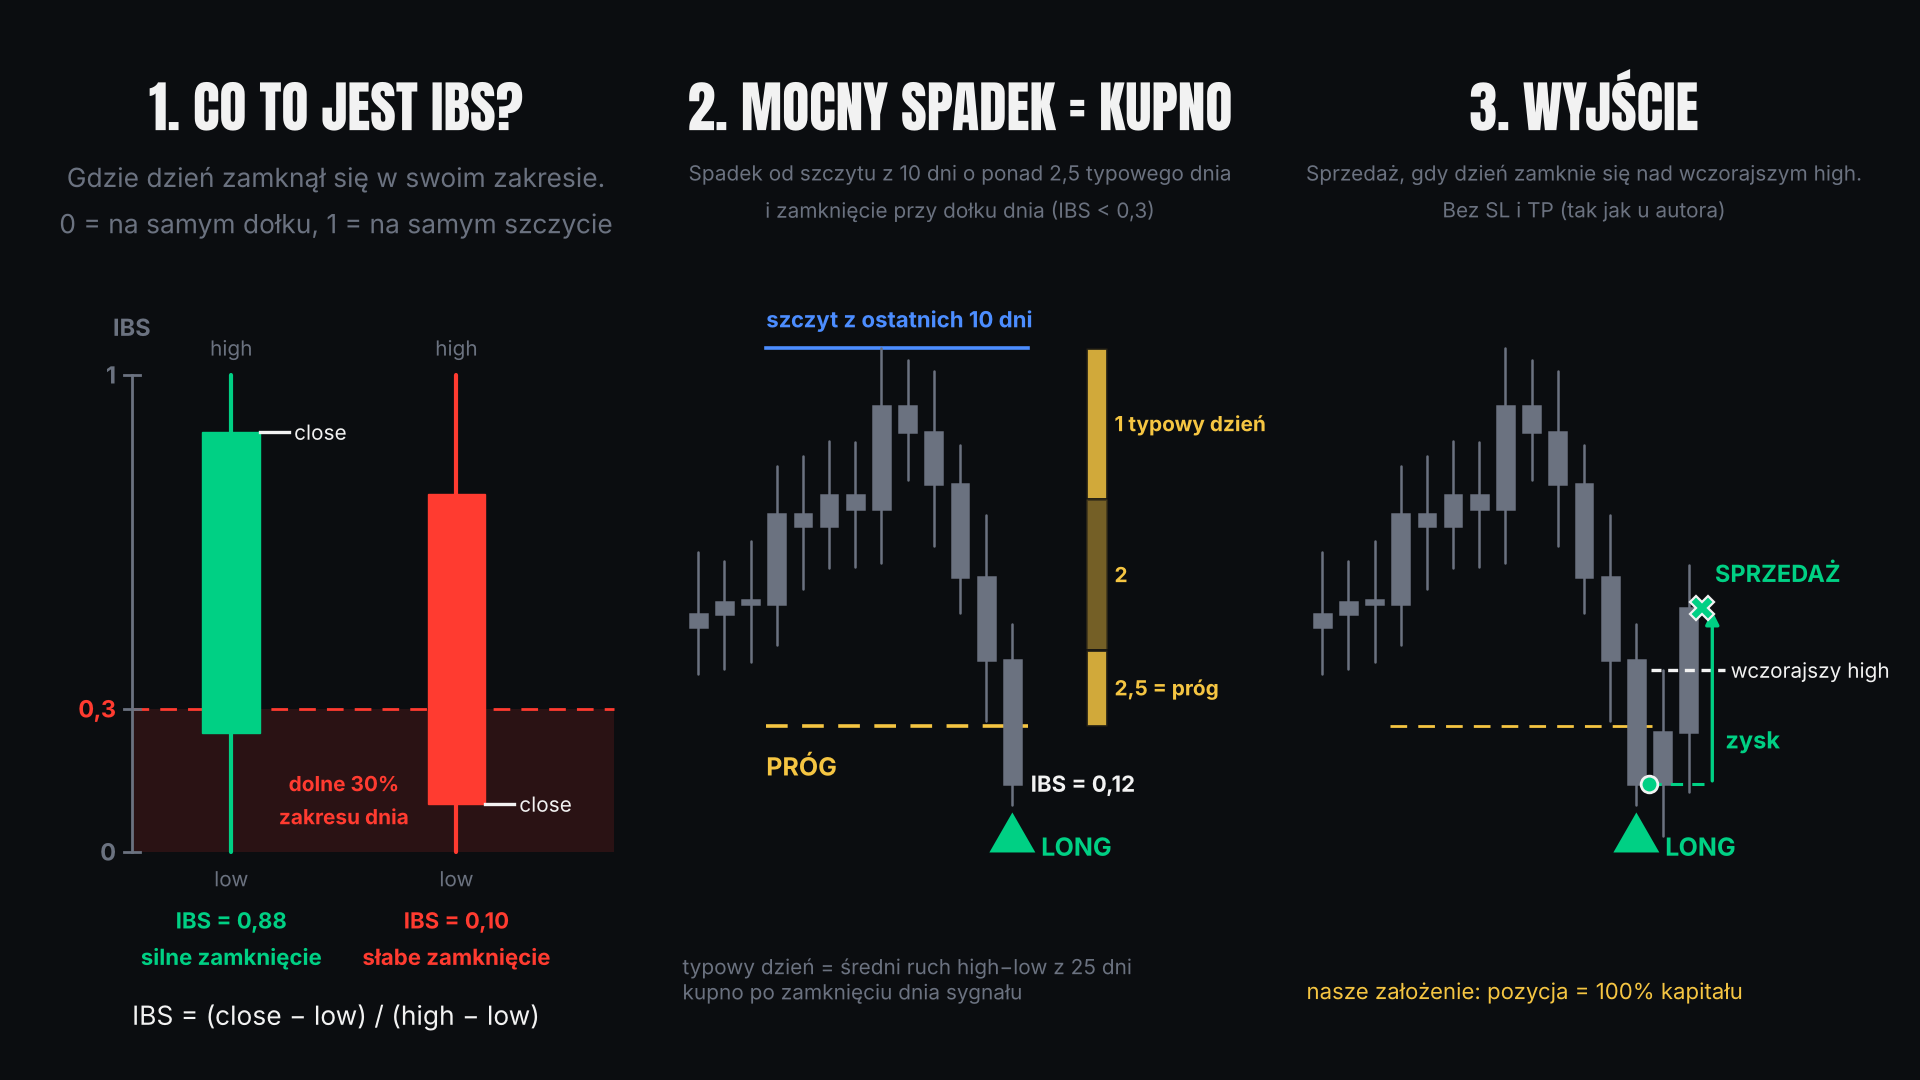 1. CO TO JEST IBS?
Gdzie dzień zamknął się w swoim zakresie.
0 = na samym dołku, 1 = na samym szczycie
IBS
high
high
1
close
0,3
dolne 30%
zakresu dnia
close
0
low
low
IBS = 0,88
silne zamknięcie
IBS = 0,10
słabe zamknięcie
IBS = (close − low) / (high − low)
2. MOCNY SPADEK = KUPNO
Spadek od szczytu z 10 dni o ponad 2,5 typowego dnia
i zamknięcie przy dołku dnia (IBS < 0,3)
szczyt z ostatnich 10 dni
1 typowy dzień
2
2,5 = próg
PRÓG
IBS = 0,12
LONG
typowy dzień = średni ruch high−low z 25 dni
kupno po zamknięciu dnia sygnału
3. WYJŚCIE
Sprzedaż, gdy dzień zamknie się nad wczorajszym high.
Bez SL i TP (tak jak u autora)
SPRZEDAŻ
wczorajszy high
zysk
LONG
nasze założenie: pozycja = 100% kapitału